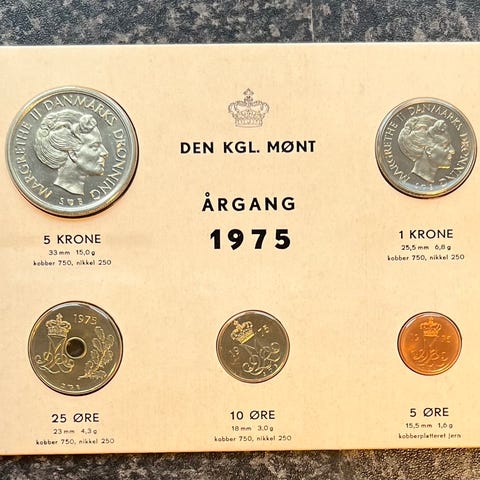 MARGRETHE II DANMARKS DRONNING
S ♥ B
5 KRONE
33 mm 15,0 g
kobber 750, nikkel 250
DEN KGL. MØNT
ÅRGANG
1975
MARGRETHE II DANMARKS DRONNING
S ♥ B
1 KRONE
25,5 mm 6,8 g
kobber 750, nikkel 250
1975
25 ØRE
23 mm 4,3 g
kobber 750, nikkel 250
1975
10 ØRE
18 mm 3,0 g
kobber 750, nikkel 250
1975
5 ØRE
15,5 mm 1,6 g
kobberpletteret jern